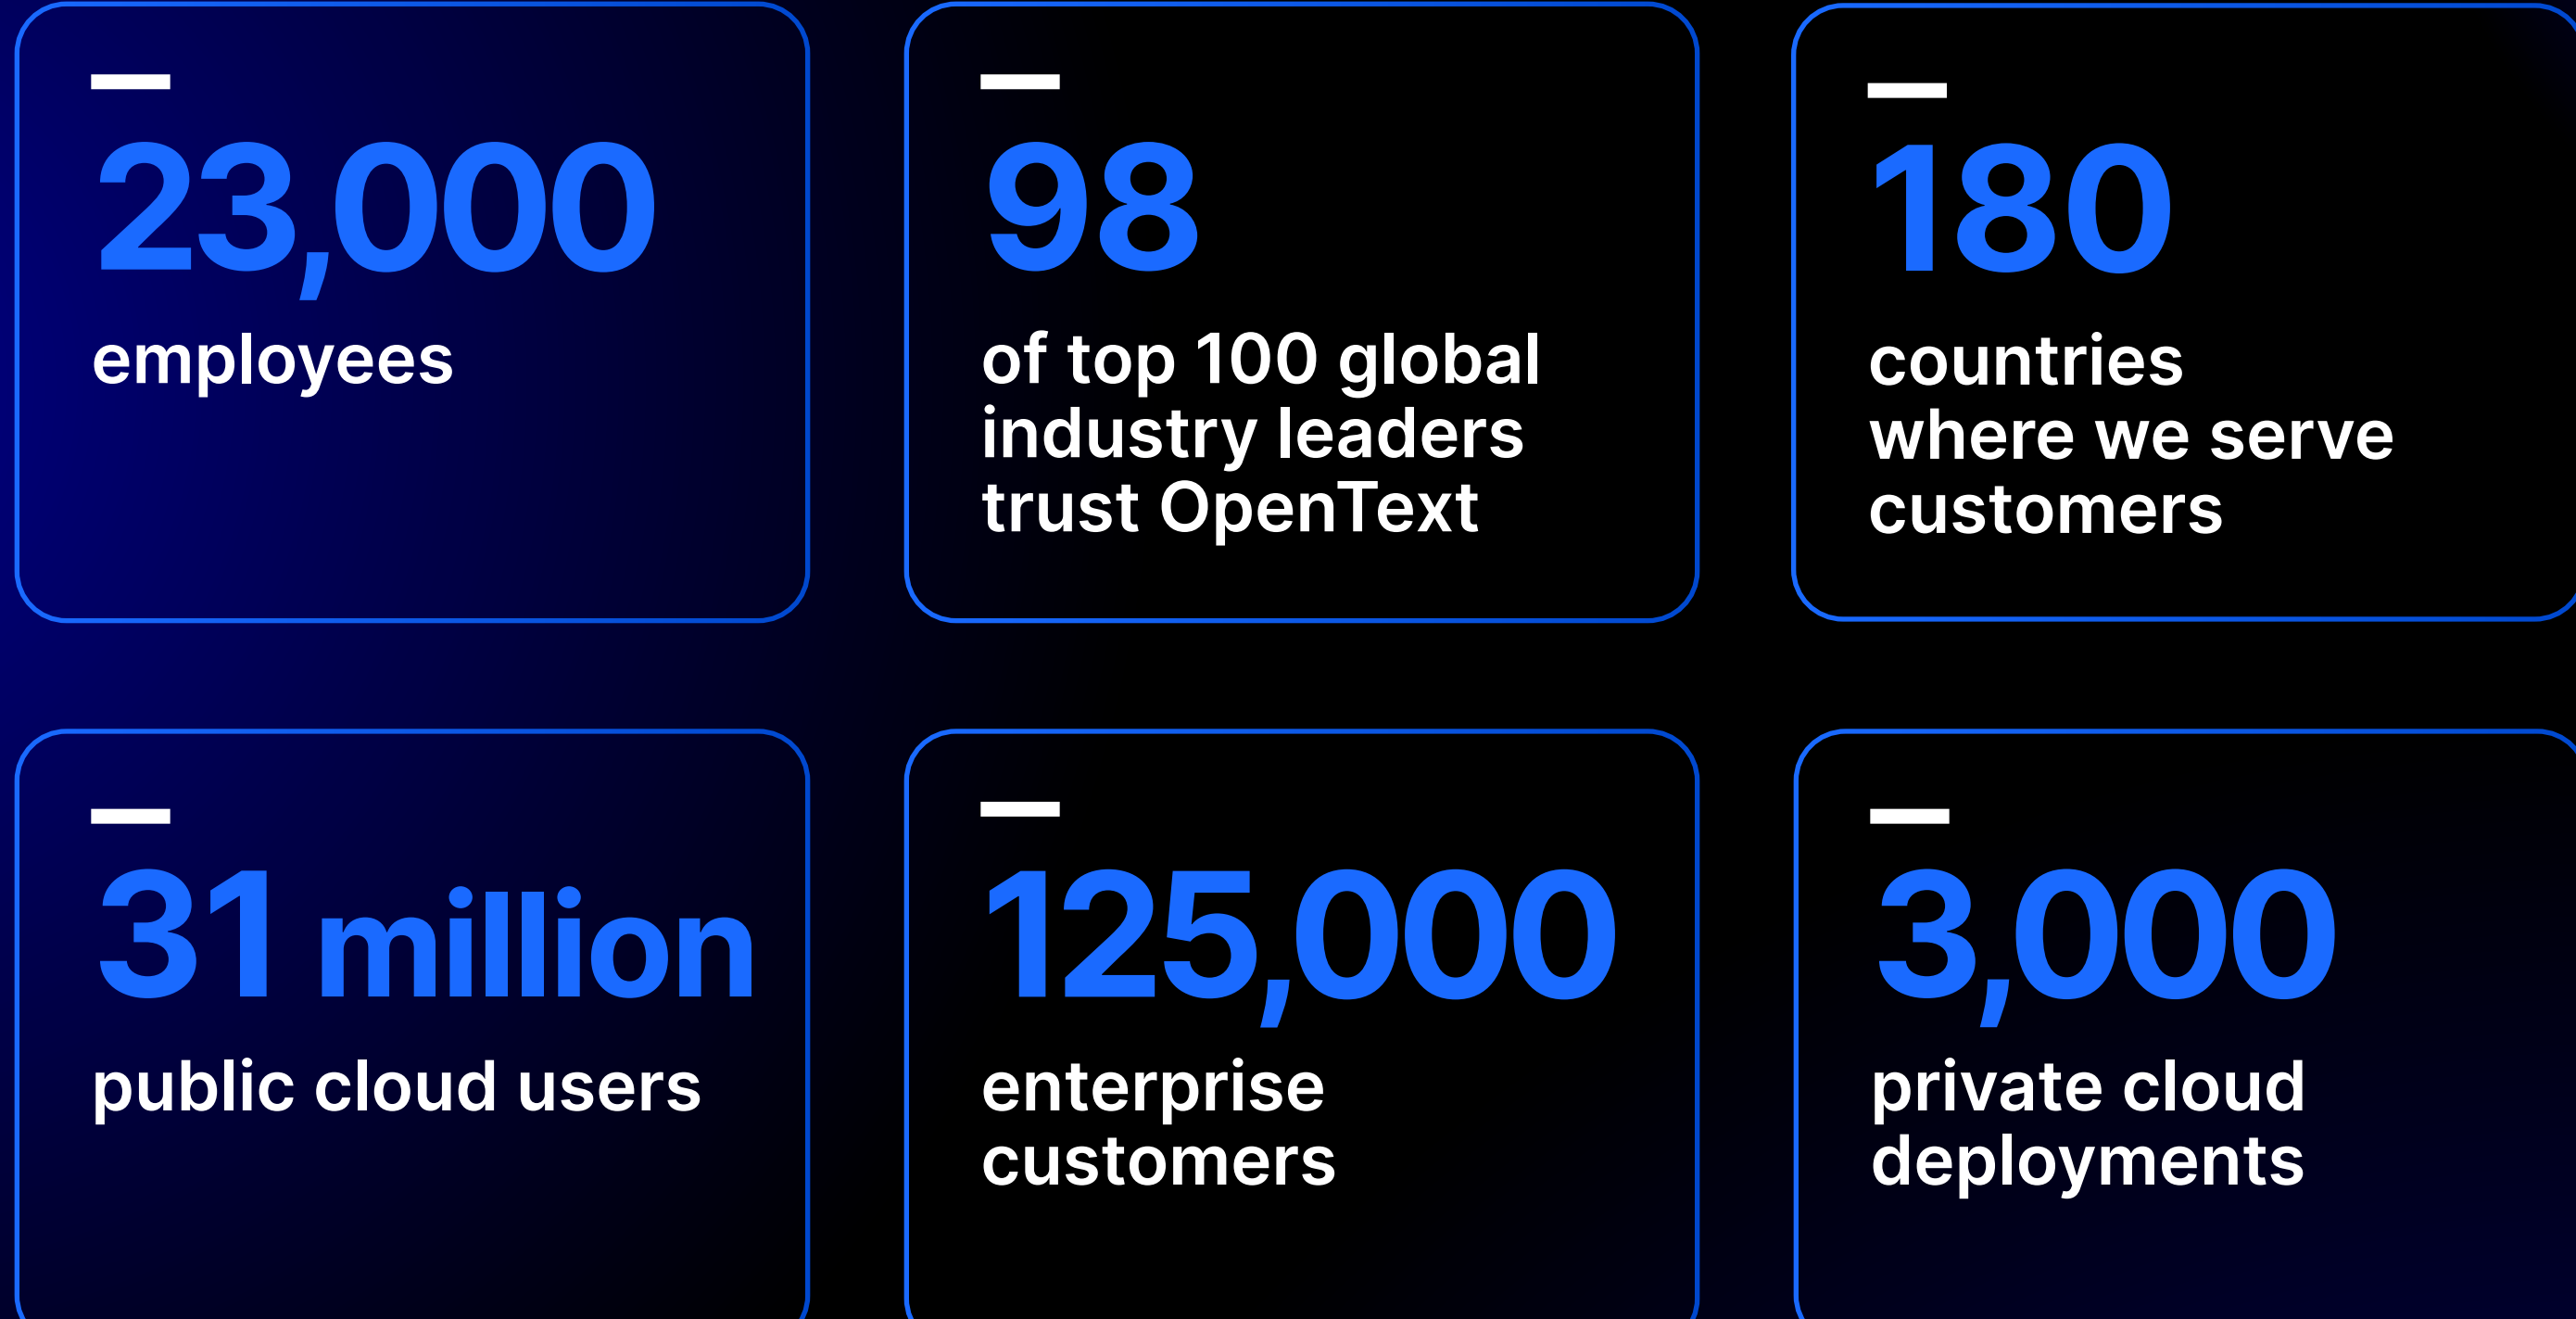 23,000
employees
98
of top 100 global
industry leaders
trust OpenText
180
countries
where we serve
customers
31 million
public cloud users
125,000
enterprise
customers
3,000
private cloud
deployments